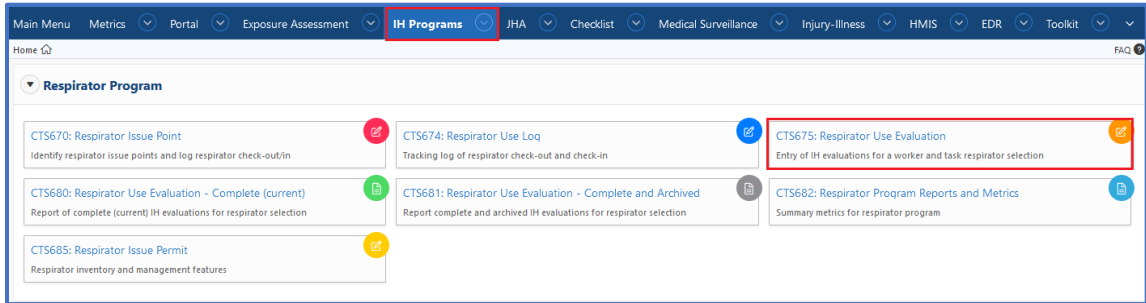 Main Menu Metrics Portal Exposure Assessment IH Programs JHA Checklist Medical Surveillance Injury-Illness HMIS EDR Toolkit
Home FAQ ?
Respirator Program
CTS670: Respirator Issue Point
Identify respirator issue points and log respirator check-out/in
CTS674: Respirator Use Log
Tracking log of respirator check-out and check-in
CTS675: Respirator Use Evaluation
Entry of IH evaluations for a worker and task respirator selection
CTS680: Respirator Use Evaluation - Complete (current)
Report of complete (current) IH evaluations for respirator selection
CTS681: Respirator Use Evaluation - Complete and Archived
Report complete and archived IH evaluations for respirator selection
CTS682: Respirator Program Reports and Metrics
Summary metrics for respirator program
CTS685: Respirator Issue Permit
Respirator inventory and management features